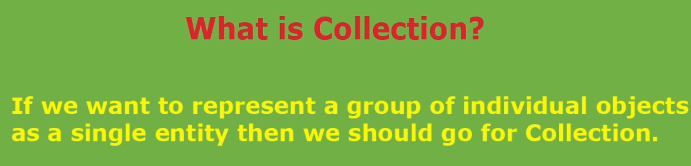 What is Collection?
If we want to represent a group of individual objects
as a single entity then we should go for Collection.